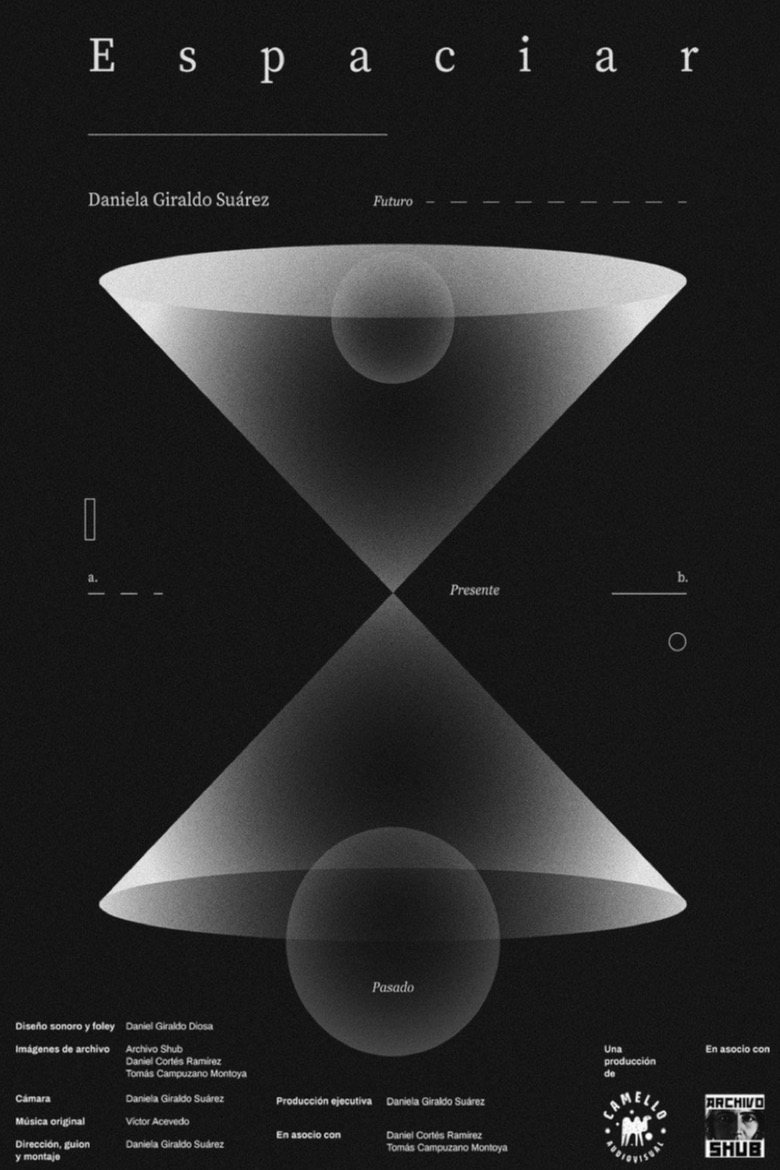 Espaciar
Daniela Giraldo Suárez
Futuro
a.
Presente
b.
Pasado
Diseño sonoro y foley Daniel Giraldo Diosa
Imágenes de archivo Archivo Shub
Daniel Cortés Ramírez
Tomás Campuzano Montoya
Cámara Daniela Giraldo Suárez
Música original Víctor Acevedo
Dirección, guion Daniela Giraldo Suárez
y montaje
Producción ejecutiva Daniela Giraldo Suárez
En asocio con Daniel Cortés Ramírez
Tomás Campuzano Montoya
Una
producción
de
CAMELLO
AUDIOVISUAL
En asocio con
ARCHIVO
SHUB